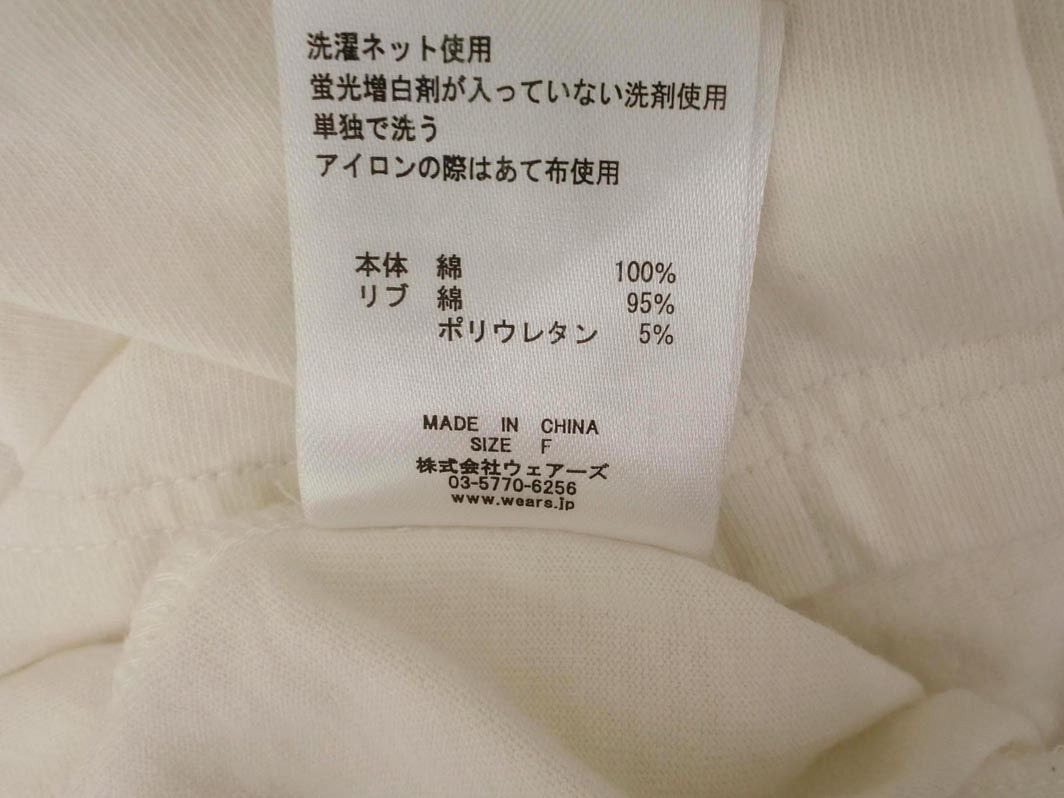 洗濯ネット使用
蛍光増白剤が入っていない洗剤使用
単独で洗う
アイロンの際はあて布使用
本体 綿 100%
リブ 綿 95%
ポリウレタン 5%
MADE IN CHINA
SIZE F
株式会社ウェアーズ
03-5770-6256
www.wears.jp